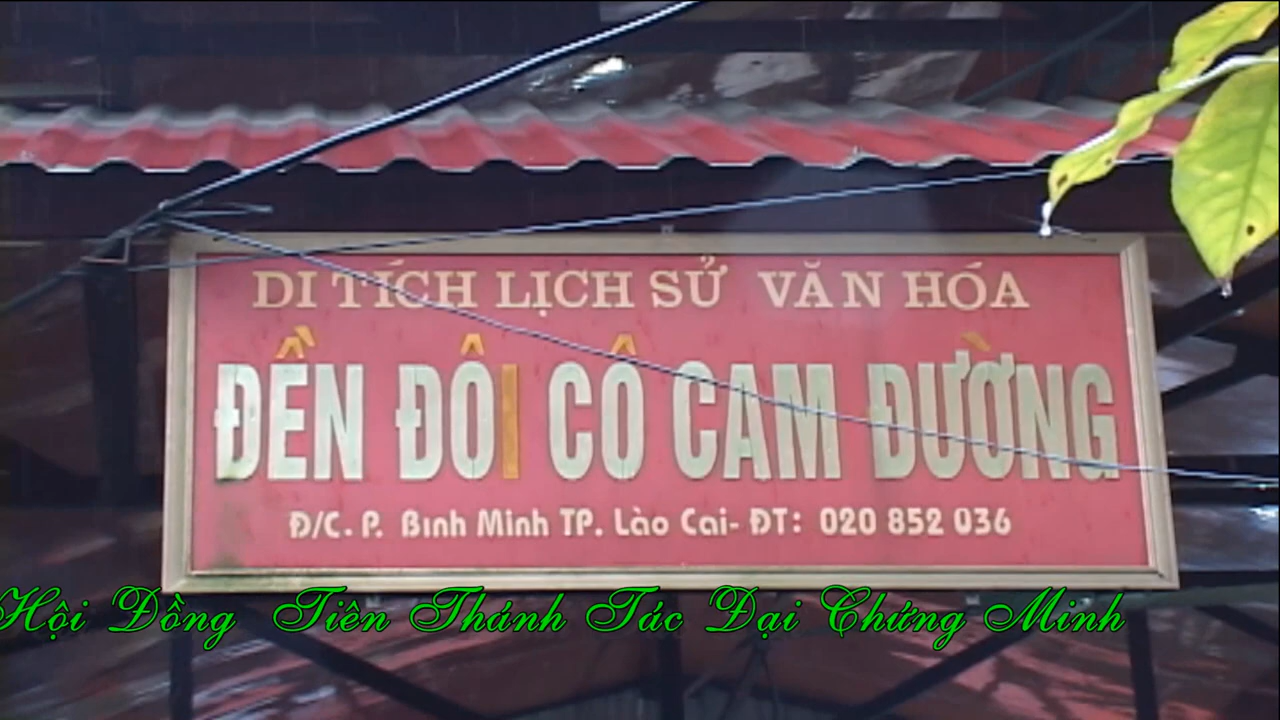 DI TÍCH LỊCH SỬ VĂN HÓA
ĐỀN ĐÔI CÔ CAM ĐƯỜNG
Đ/C. P. Bình Minh TP. Lào Cai- ĐT: 020 852 036
Hội Đồng Tiên Thánh Tác Đại Chứng Minh